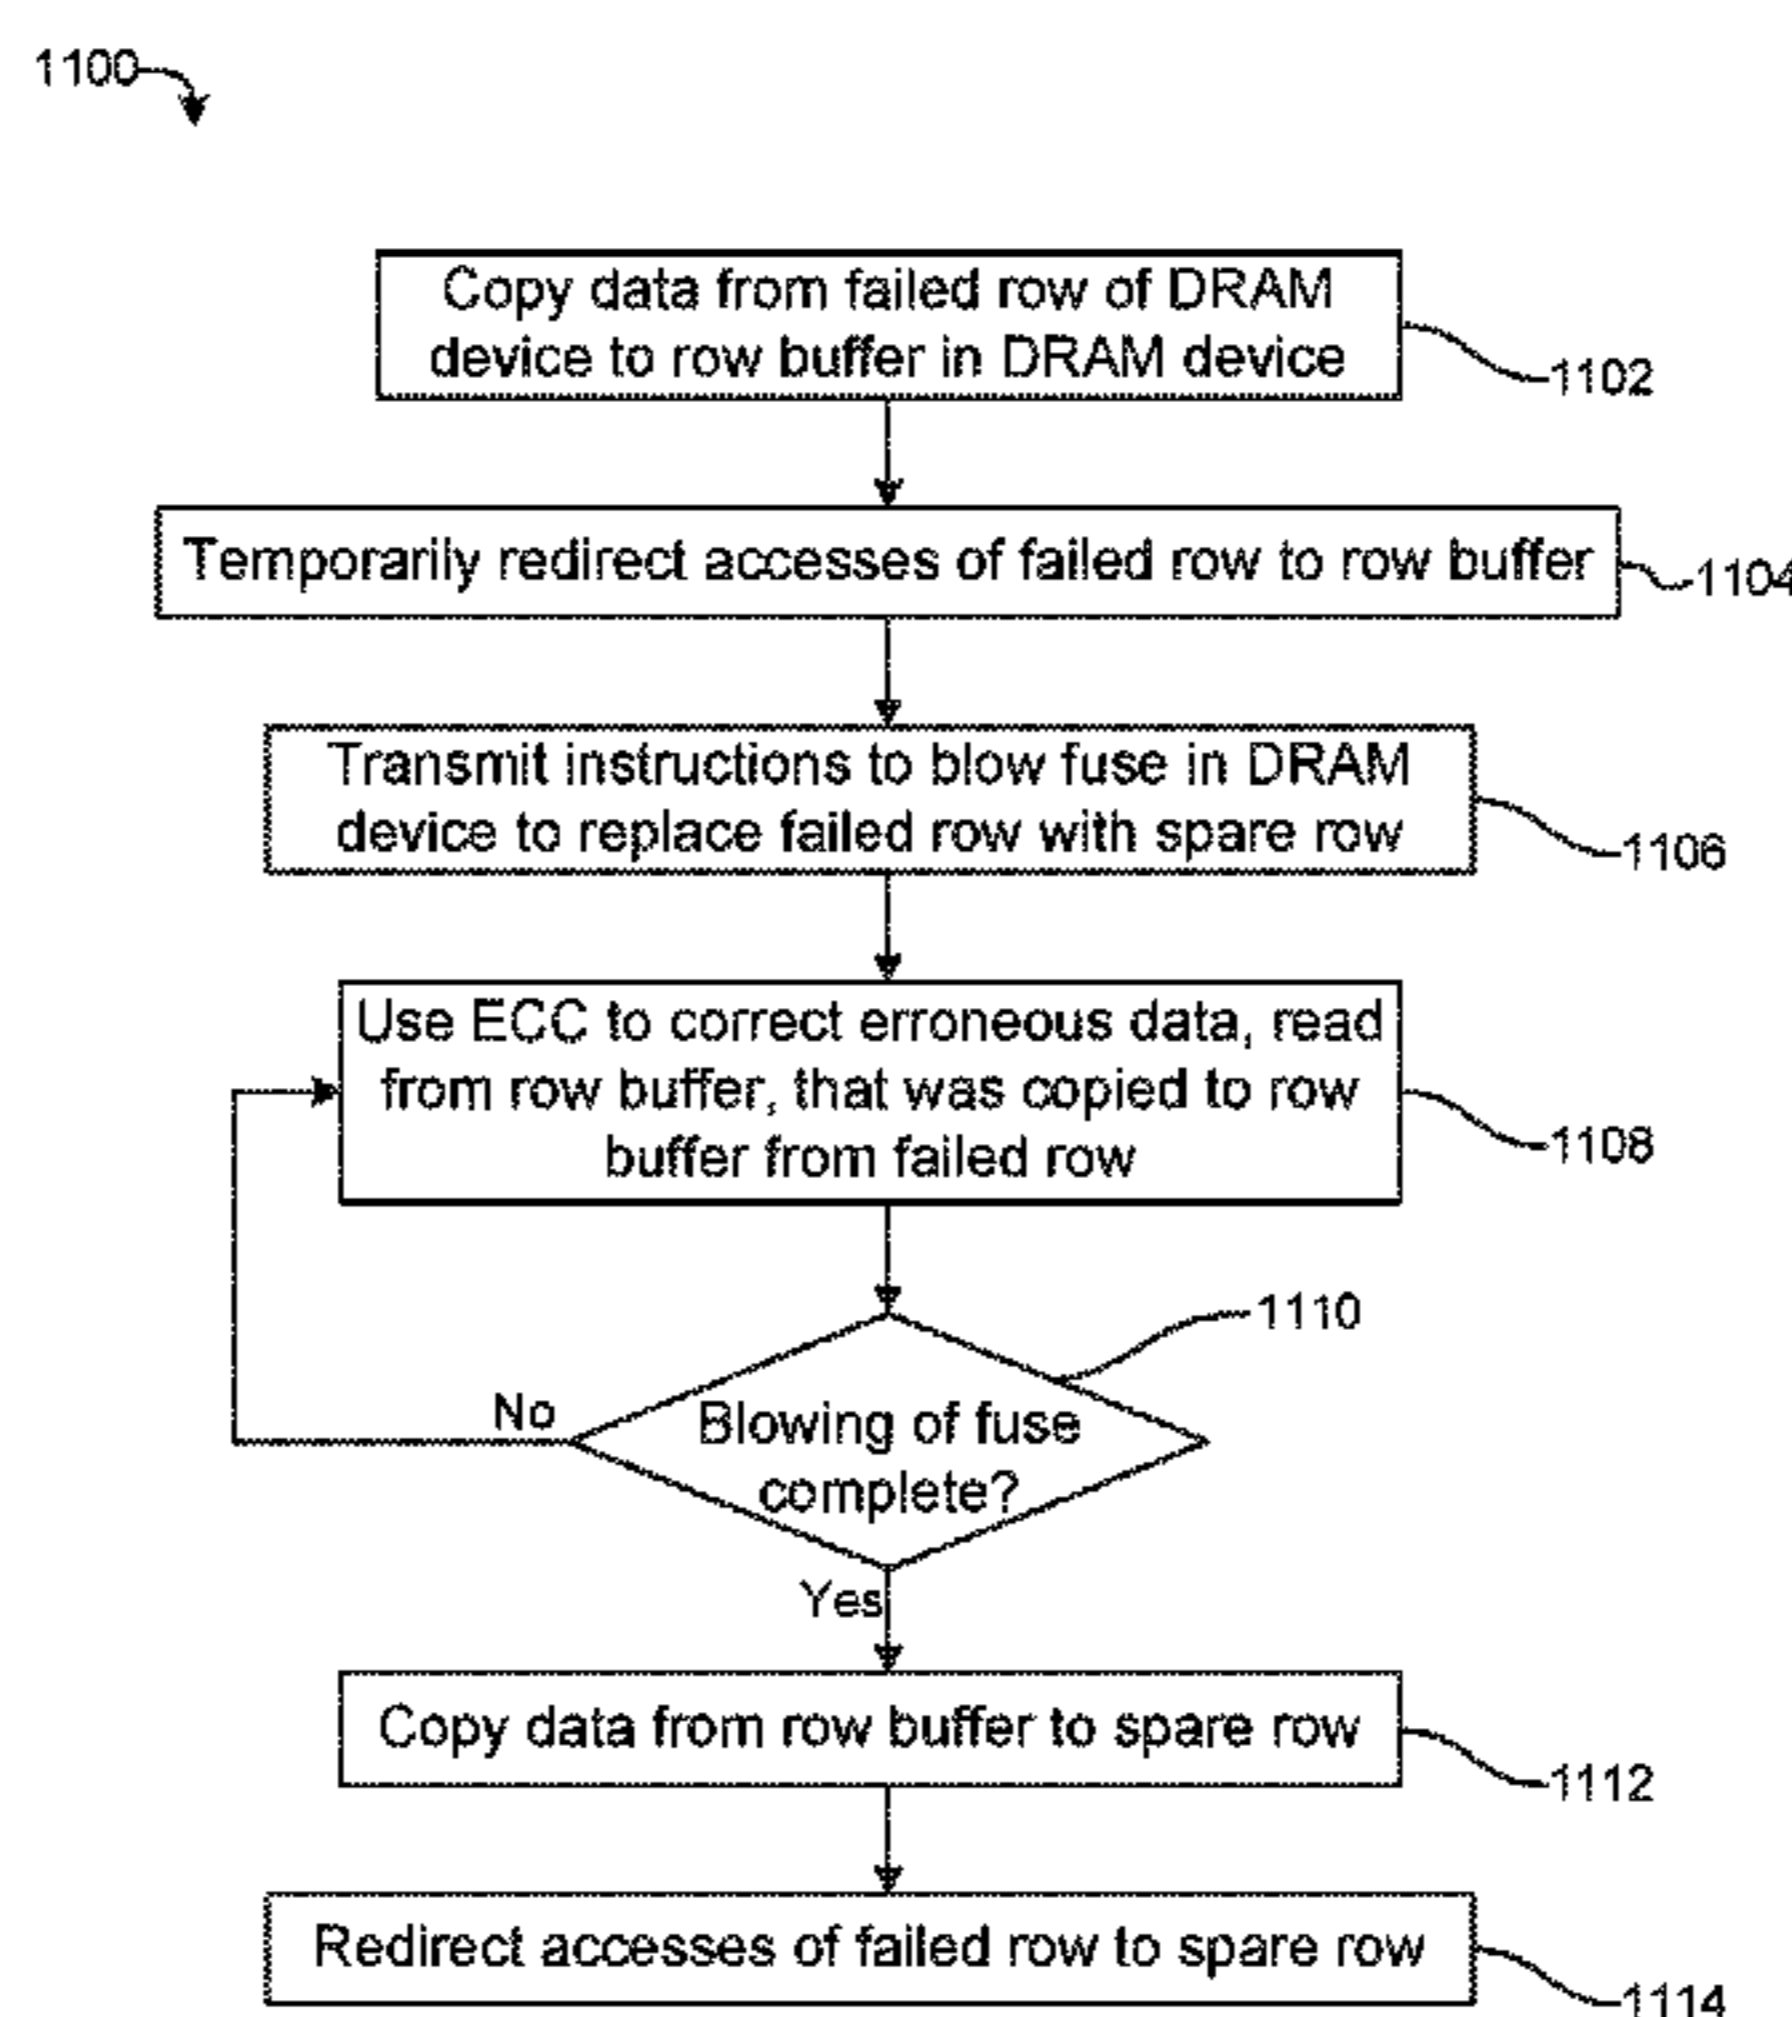 1100
Copy data from failed row of DRAM
device to row buffer in DRAM device
1102
Temporarily redirect accesses of failed row to row buffer
1104
Transmit instructions to blow fuse in DRAM
device to replace failed row with spare row
1106
Use ECC to correct erroneous data, read
from row buffer, that was copied to row
buffer from failed row
1108
1110
No
Blowing of fuse
complete?
Yes
Copy data from row buffer to spare row
1112
Redirect accesses of failed row to spare row
1114